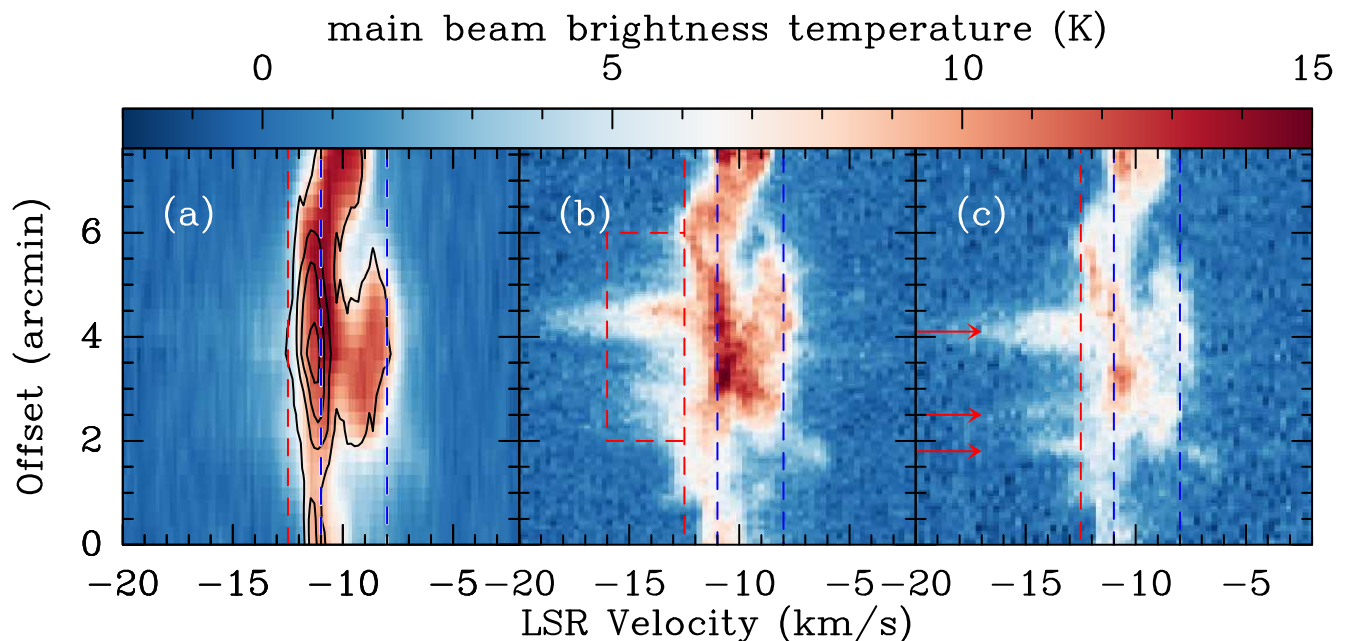 main beam brightness temperature (K)
0 5 10 15
(a) (b) (c)
6
4
2
0
Offset (arcmin)
−20 −15 −10 −5 −20 −15 −10 −5 −20 −15 −10 −5
LSR Velocity (km/s)